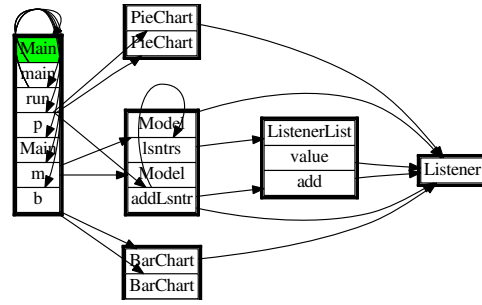 Main
main
run
p
Main
m
b
PieChart
PieChart
Model
lsntrs
Model
addLsntr
BarChart
BarChart
ListenerList
value
add
Listener